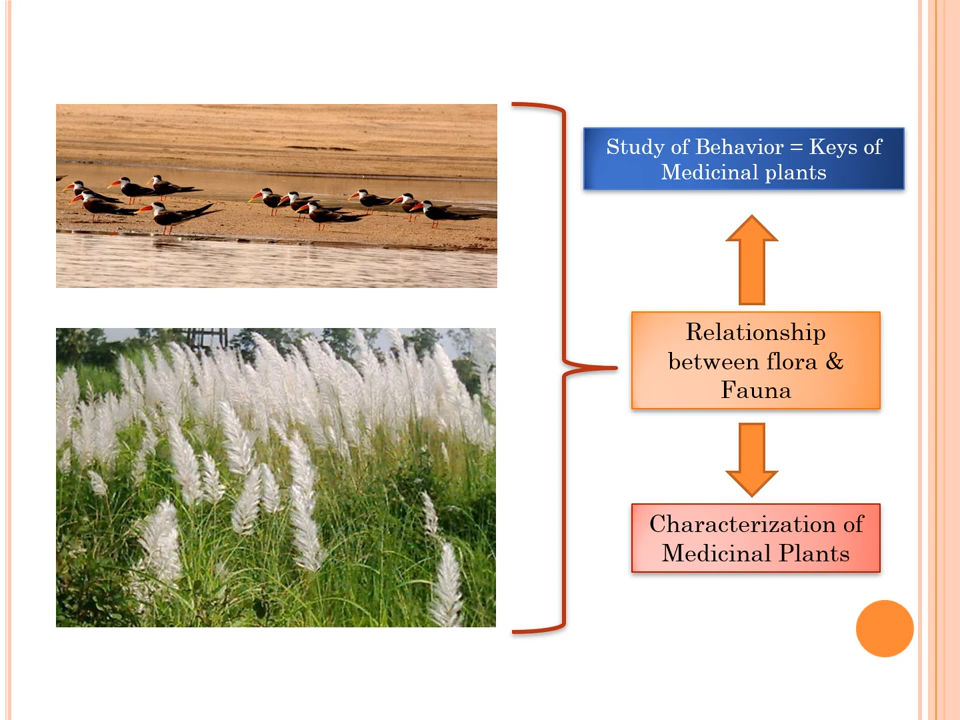 Study of Behavior = Keys of
Medicinal plants
Relationship
between flora &
Fauna
Characterization of
Medicinal Plants